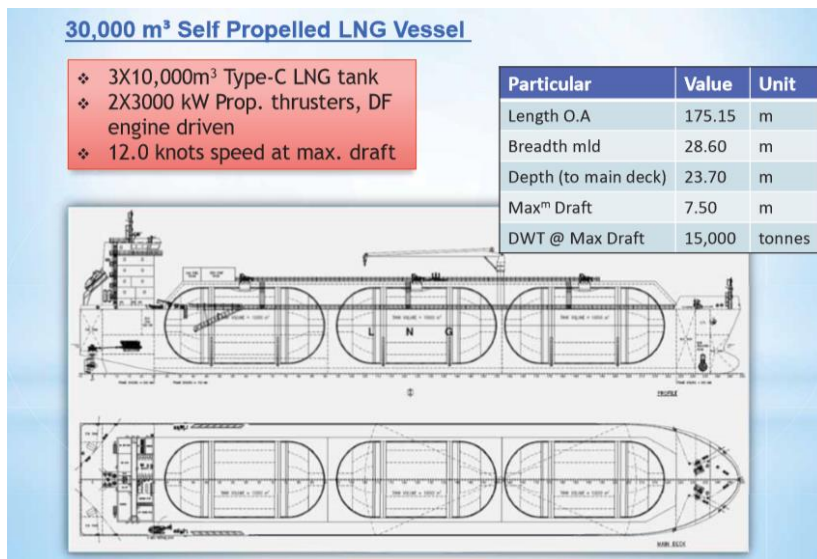 30,000 m³ Self Propelled LNG Vessel
❖ 3X10,000m³ Type-C LNG tank
❖ 2X3000 kW Prop. thrusters, DF
engine driven
❖ 12.0 knots speed at max. draft
Particular Value Unit
Length O.A 175.15 m
Breadth mld 28.60 m
Depth (to main deck) 23.70 m
Maxᵐ Draft 7.50 m
DWT @ Max Draft 15,000 tonnes
L N G
PROFILE
MAIN DECK